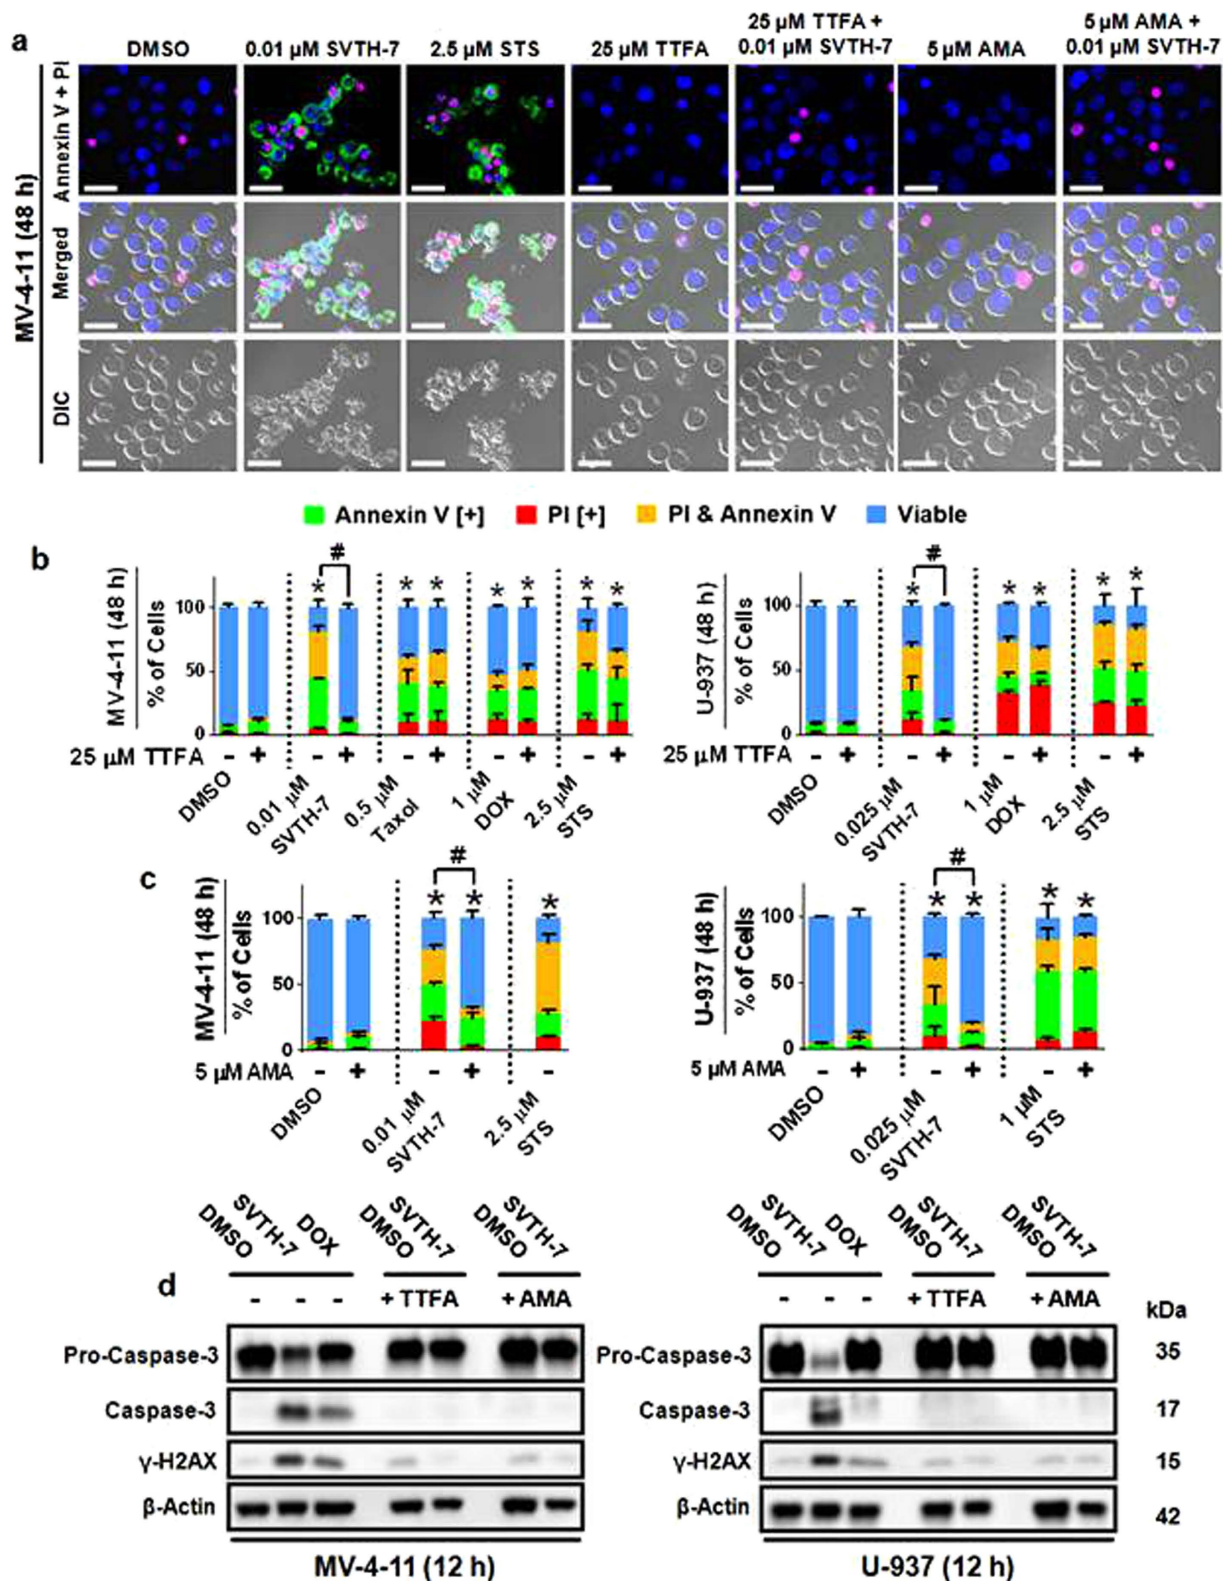 a
DMSO
0.01 µM SVTH-7
2.5 µM STS
25 µM TTFA
25 µM TTFA +
0.01 µM SVTH-7
5 µM AMA
5 µM AMA +
0.01 µM SVTH-7
MV-4-11 (48 h)
Annexin V + PI
Merged
DIC
Annexin V [+]
PI [+]
PI & Annexin V
Viable
b
MV-4-11 (48 h)
% of Cells
100
50
0
#
* * * * * * *
25 µM TTFA
- + - + - + - + - +
DMSO
0.01 µM
SVTH-7
0.5 µM
Taxol
1 µM
DOX
2.5 µM
STS
U-937 (48 h)
% of Cells
100
50
0
#
* * * * *
25 µM TTFA
- + - + - + - +
DMSO
0.025 µM
SVTH-7
1 µM
DOX
2.5 µM
STS
c
MV-4-11 (48 h)
% of Cells
100
50
0
#
* * *
5 µM AMA
- + - + -
DMSO
0.01 µM
SVTH-7
2.5 µM
STS
U-937 (48 h)
% of Cells
100
50
0
#
* * * *
5 µM AMA
- + - + - +
DMSO
0.025 µM
SVTH-7
1 µM
STS
d
DMSO
SVTH-7
DOX
DMSO
SVTH-7
DMSO
SVTH-7
- - -
+ TTFA
+ AMA
Pro-Caspase-3
Caspase-3
γ-H2AX
β-Actin
MV-4-11 (12 h)
DMSO
SVTH-7
DOX
DMSO
SVTH-7
DMSO
SVTH-7
- - -
+ TTFA
+ AMA
kDa
Pro-Caspase-3
35
Caspase-3
17
γ-H2AX
15
β-Actin
42
U-937 (12 h)